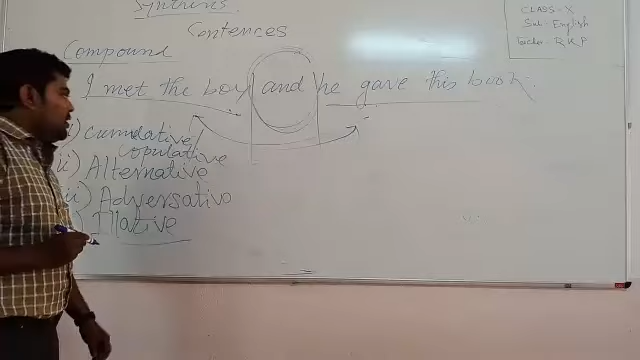 Synthesis.
Sentences
CLASS-X
Sub- English
Teacher- RKP
Compound
I met the boy and he gave this book.
i) cumulative/
copulative
ii) Alternative
iii) Adversative
Illative